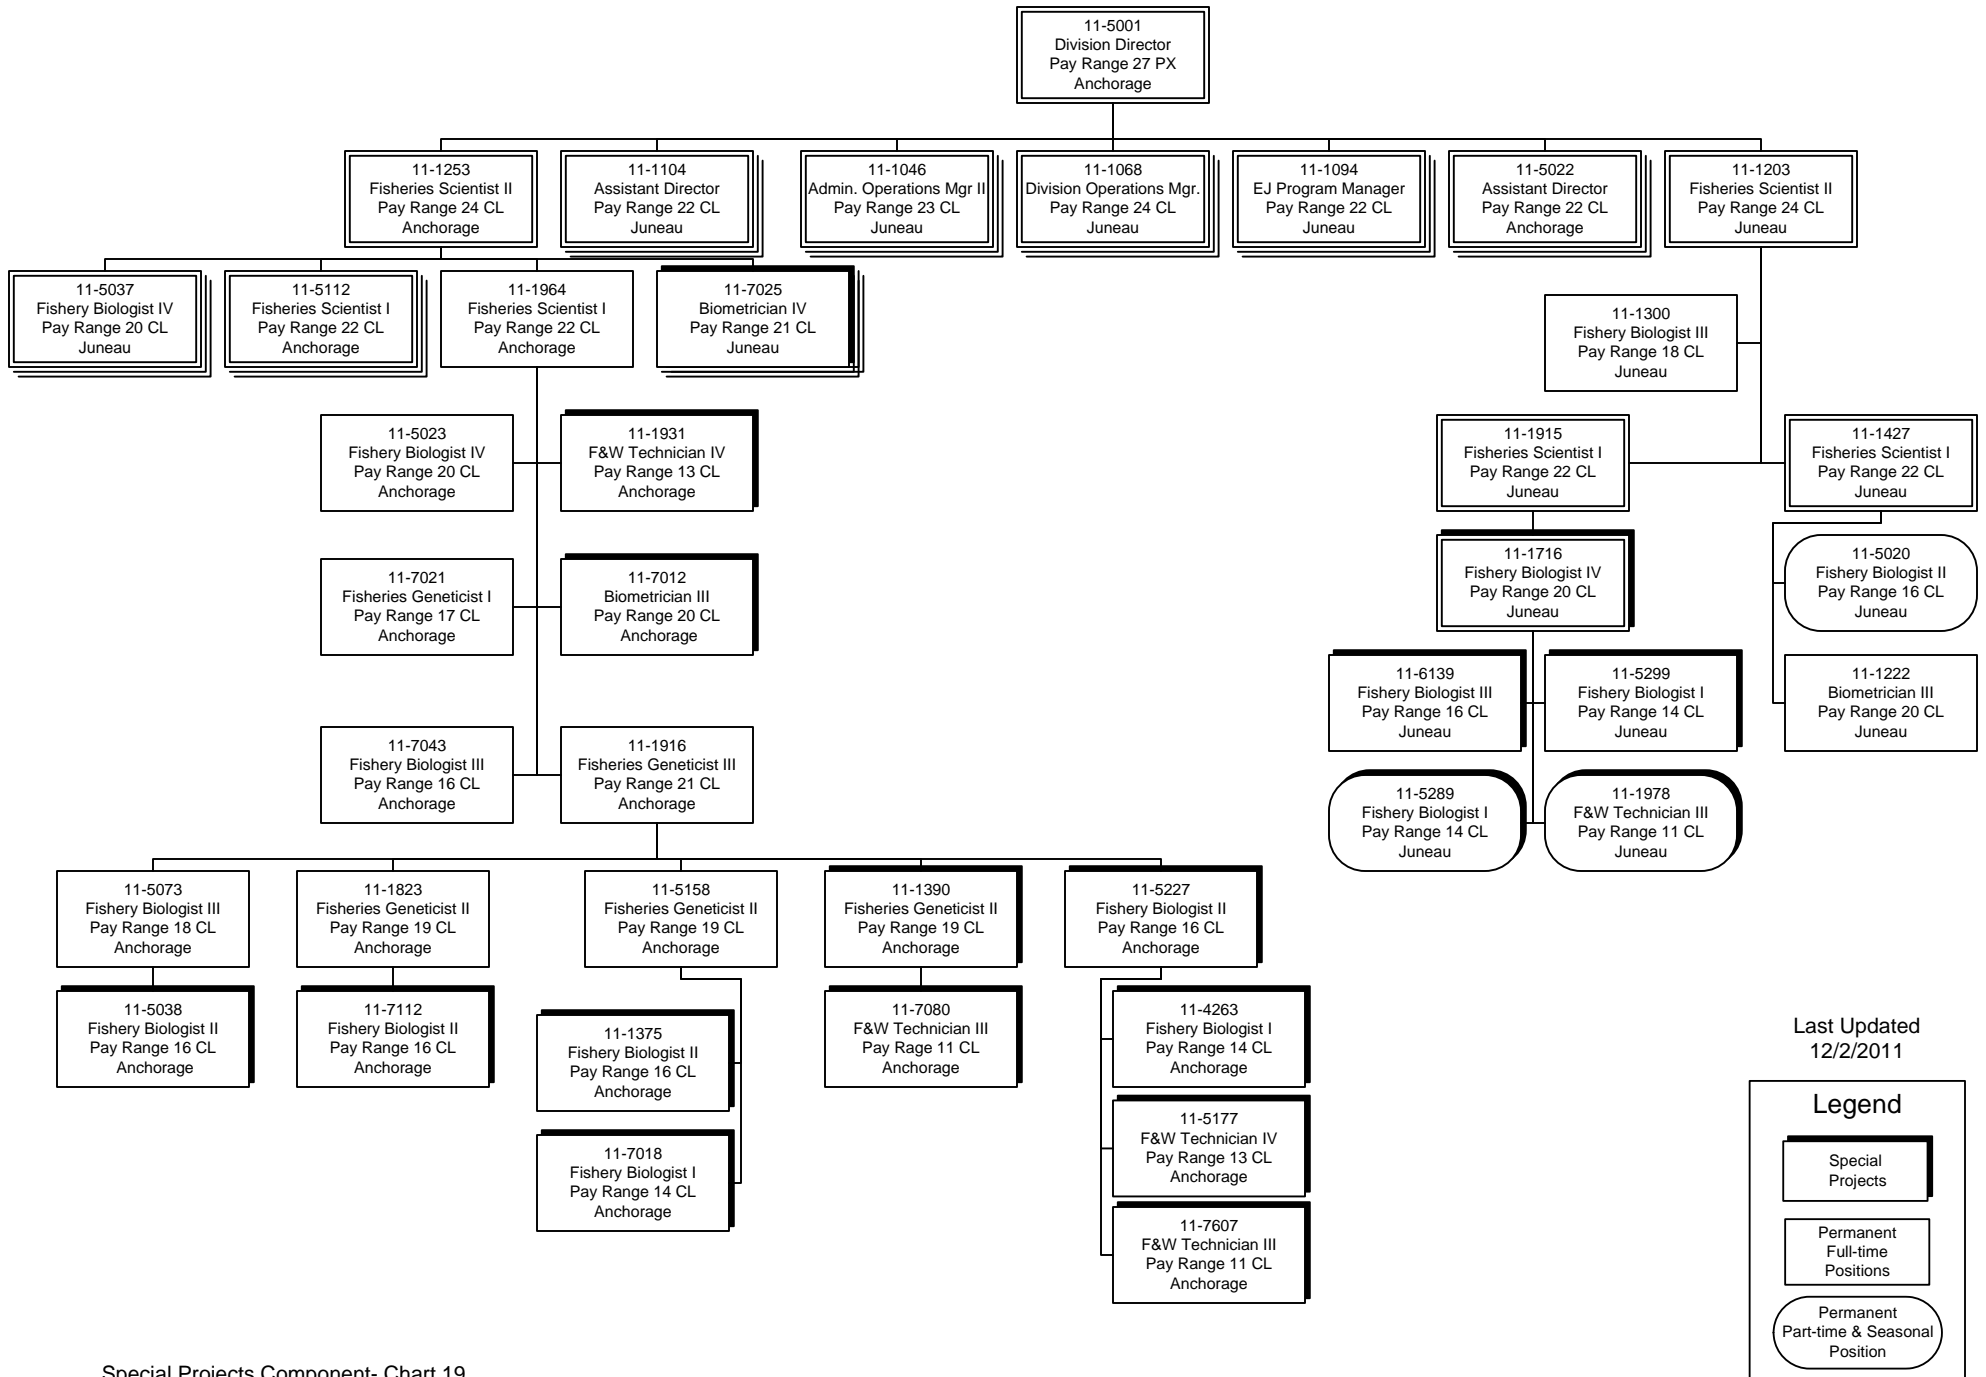 11-5001
Division Director
Pay Range 27 PX
Anchorage
11-1253
Fisheries Scientist II
Pay Range 24 CL
Anchorage
11-1104
Assistant Director
Pay Range 22 CL
Juneau
11-1046
Admin. Operations Mgr II
Pay Range 23 CL
Juneau
11-1068
Division Operations Mgr.
Pay Range 24 CL
Juneau
11-1094
EJ Program Manager
Pay Range 22 CL
Juneau
11-5022
Assistant Director
Pay Range 22 CL
Anchorage
11-1203
Fisheries Scientist II
Pay Range 24 CL
Juneau
11-5037
Fishery Biologist IV
Pay Range 20 CL
Juneau
11-5112
Fisheries Scientist I
Pay Range 22 CL
Anchorage
11-1964
Fisheries Scientist I
Pay Range 22 CL
Anchorage
11-7025
Biometrician IV
Pay Range 21 CL
Juneau
11-1300
Fishery Biologist III
Pay Range 18 CL
Juneau
11-5023
Fishery Biologist IV
Pay Range 20 CL
Anchorage
11-1931
F&W Technician IV
Pay Range 13 CL
Anchorage
11-1915
Fisheries Scientist I
Pay Range 22 CL
Juneau
11-1427
Fisheries Scientist I
Pay Range 22 CL
Juneau
11-7021
Fisheries Geneticist I
Pay Range 17 CL
Anchorage
11-7012
Biometrician III
Pay Range 20 CL
Anchorage
11-1716
Fishery Biologist IV
Pay Range 20 CL
Juneau
11-5020
Fishery Biologist II
Pay Range 16 CL
Juneau
11-6139
Fishery Biologist III
Pay Range 16 CL
Juneau
11-5299
Fishery Biologist I
Pay Range 14 CL
Juneau
11-1222
Biometrician III
Pay Range 20 CL
Juneau
11-7043
Fishery Biologist III
Pay Range 16 CL
Anchorage
11-1916
Fisheries Geneticist III
Pay Range 21 CL
Anchorage
11-5289
Fishery Biologist I
Pay Range 14 CL
Juneau
11-1978
F&W Technician III
Pay Range 11 CL
Juneau
11-5073
Fishery Biologist III
Pay Range 18 CL
Anchorage
11-1823
Fisheries Geneticist II
Pay Range 19 CL
Anchorage
11-5158
Fisheries Geneticist II
Pay Range 19 CL
Anchorage
11-1390
Fisheries Geneticist II
Pay Range 19 CL
Anchorage
11-5227
Fishery Biologist II
Pay Range 16 CL
Anchorage
11-5038
Fishery Biologist II
Pay Range 16 CL
Anchorage
11-7112
Fishery Biologist II
Pay Range 16 CL
Anchorage
11-1375
Fishery Biologist II
Pay Range 16 CL
Anchorage
11-7080
F&W Technician III
Pay Rage 11 CL
Anchorage
11-4263
Fishery Biologist I
Pay Range 14 CL
Anchorage
11-7018
Fishery Biologist I
Pay Range 14 CL
Anchorage
11-5177
F&W Technician IV
Pay Range 13 CL
Anchorage
11-7607
F&W Technician III
Pay Range 11 CL
Anchorage
Last Updated
12/2/2011
Legend
Special
Projects
Permanent
Full-time
Positions
Permanent
Part-time & Seasonal
Position
Special Projects Component- Chart 19